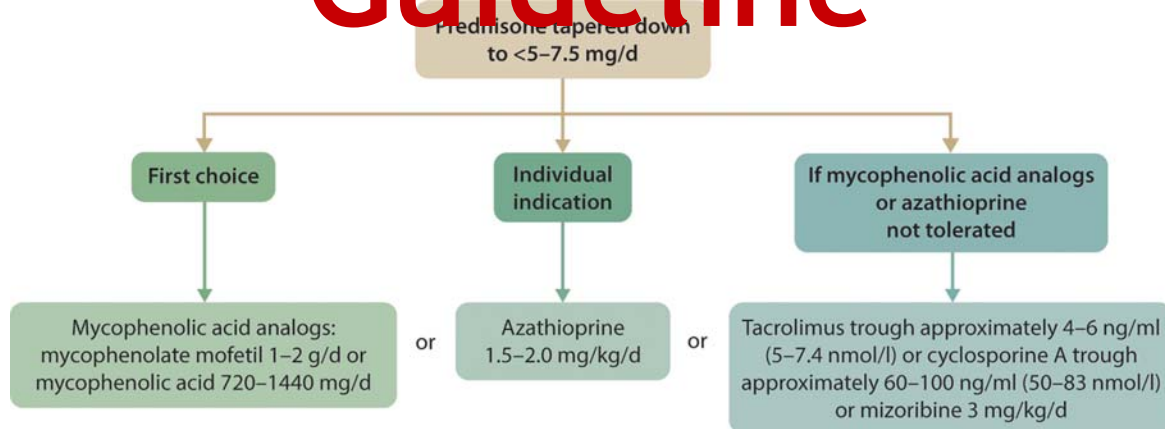 Guideline
Prednisone tapered down
to <5–7.5 mg/d
First choice
Individual
indication
If mycophenolic acid analogs
or azathioprine
not tolerated
Mycophenolic acid analogs:
mycophenolate mofetil 1–2 g/d or
mycophenolic acid 720–1440 mg/d
or
Azathioprine
1.5–2.0 mg/kg/d
or
Tacrolimus trough approximately 4–6 ng/ml
(5–7.4 nmol/l) or cyclosporine A trough
approximately 60–100 ng/ml (50–83 nmol/l)
or mizoribine 3 mg/kg/d